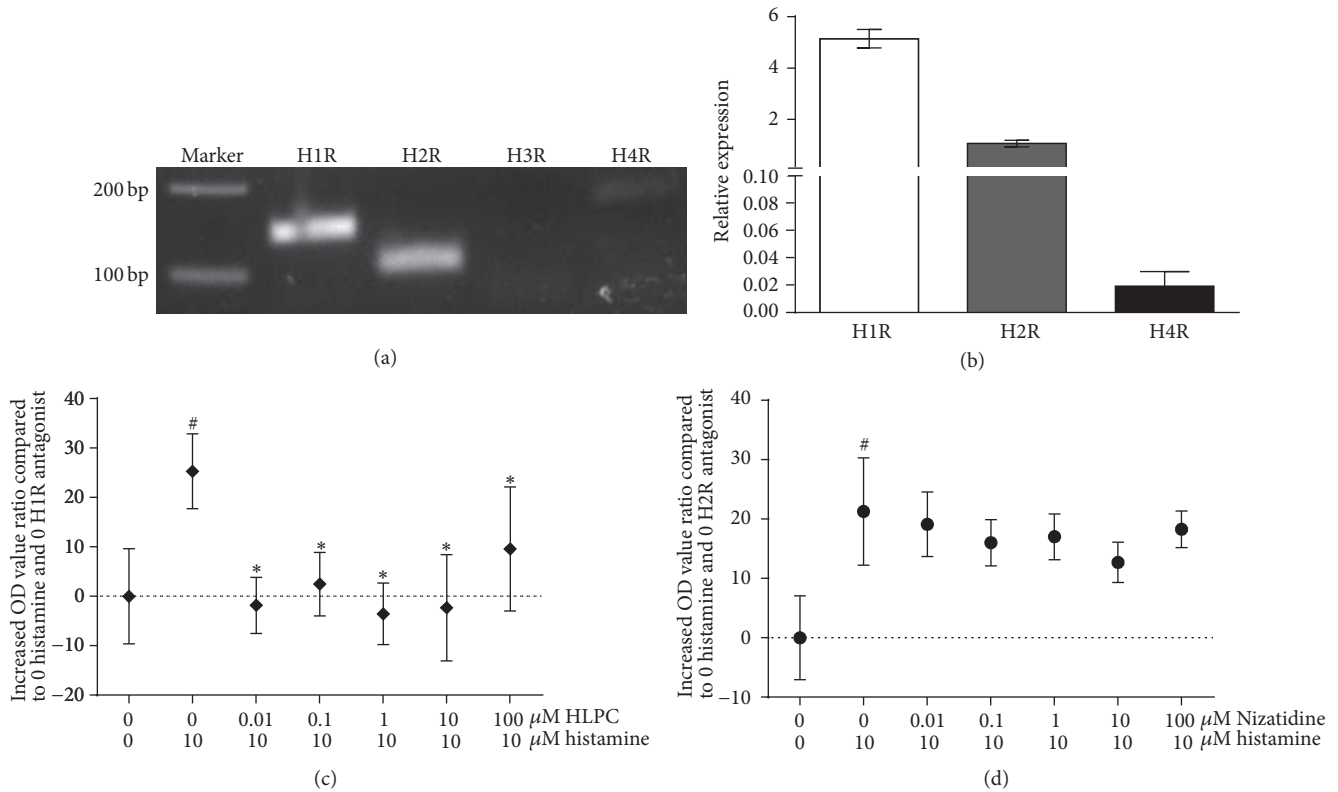 Marker H1R H2R H3R H4R
200 bp
100 bp
(a)
Relative expression
6
4
2
0.10
0.08
0.06
0.04
0.02
0.00
H1R H2R H4R
(b)
Increased OD value ratio compared
to 0 histamine and 0 H1R antagonist
40
30
20
10
0
−10
−20
#
*
*
*
*
*
0 0 0.01 0.1 1 10 100 μM HLPC
0 10 10 10 10 10 10 μM histamine
(c)
Increased OD value ratio compared
to 0 histamine and 0 H2R antagonist
40
30
20
10
0
−10
#
0 0 0.01 0.1 1 10 100 μM Nizatidine
0 10 10 10 10 10 10 μM histamine
(d)